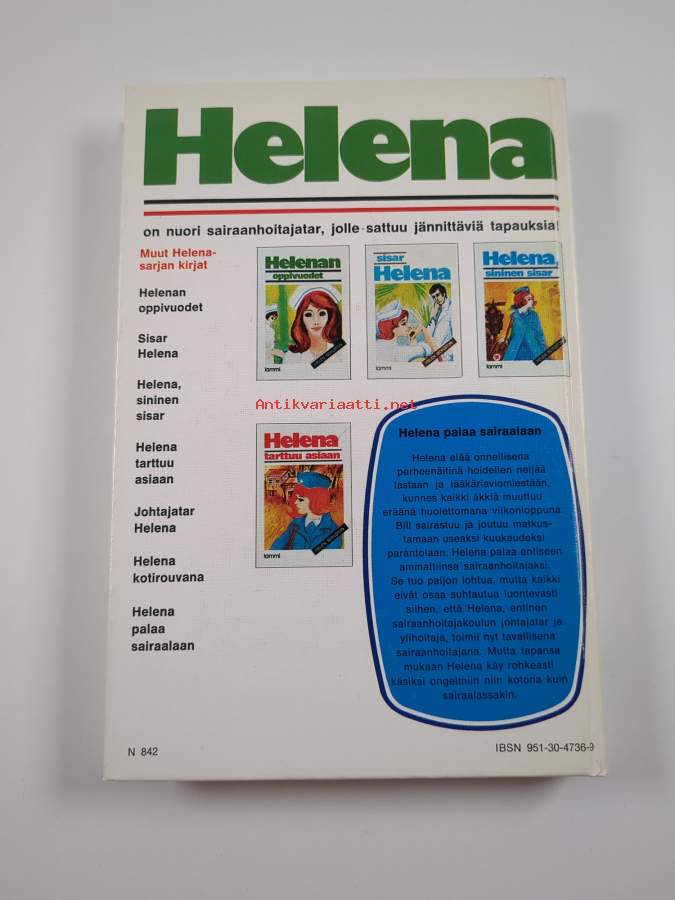 Helena
on nuori sairaanhoitajatar, jolle sattuu jännittäviä tapauksia!
Muut Helena-
sarjan kirjat
Helenan
oppivuodet
Sisar
Helena
Helena,
sininen
sisar
Helena
tarttuu
asiaan
Johtajatar
Helena
Helena
kotirouvana
Helena
palaa
sairaalaan
Helenan
oppivuodet
tammi
sisar
Helena
tammi
Helena,
sininen sisar
tammi
Antikvariaatti.net
Helena
tarttuu asiaan
tammi
Helena palaa sairaalaan
Helena elää onnellisena
perheenäitinä hoidellen neljää
lastaan ja lääkäriaviomiestään,
kunnes kaikki äkkiä muuttuu
eräänä huolettomana viikonloppuna.
Bill sairastuu ja joutuu matkus-
tamaan useaksi kuukaudeksi
parantolaan. Helena palaa entiseen
ammattiinsa sairaanhoitajaksi.
Se tuo paljon lohtua, mutta kaikki
eivät osaa suhtautua luontevasti
siihen, että Helena, entinen
sairaanhoitajakoulun johtajatar ja
ylihoitaja, toimii nyt tavallisena
sairaanhoitajana. Mutta tapansa
mukaan Helena käy rohkeasti
käsiksi ongelmiin niin kotona kuin
sairaalassakin.
N 842
IBSN 951-30-4736-9